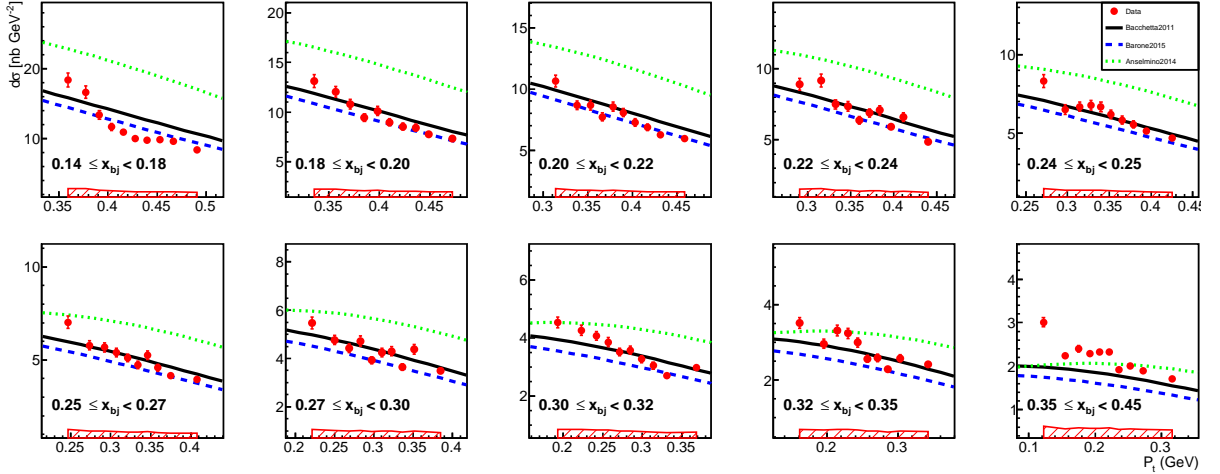 dσ [nb GeV⁻²]
20
10
0.14 ≤ x_bj < 0.18
0.35 0.4 0.45 0.5
20
15
10
5
0.18 ≤ x_bj < 0.20
0.35 0.4 0.45
15
10
5
0.20 ≤ x_bj < 0.22
0.3 0.35 0.4 0.45
10
5
0.22 ≤ x_bj < 0.24
0.3 0.35 0.4 0.45
10
5
Data
Bacchetta2011
Barone2015
Anselmino2014
0.24 ≤ x_bj < 0.25
0.25 0.3 0.35 0.4 0.45
10
5
0.25 ≤ x_bj < 0.27
0.25 0.3 0.35 0.4
8
6
4
2
0.27 ≤ x_bj < 0.30
0.2 0.25 0.3 0.35 0.4
6
4
2
0.30 ≤ x_bj < 0.32
0.2 0.25 0.3 0.35
4
2
0.32 ≤ x_bj < 0.35
0.2 0.3
4
3
2
1
0.35 ≤ x_bj < 0.45
0.1 0.2 0.3
P_t (GeV)